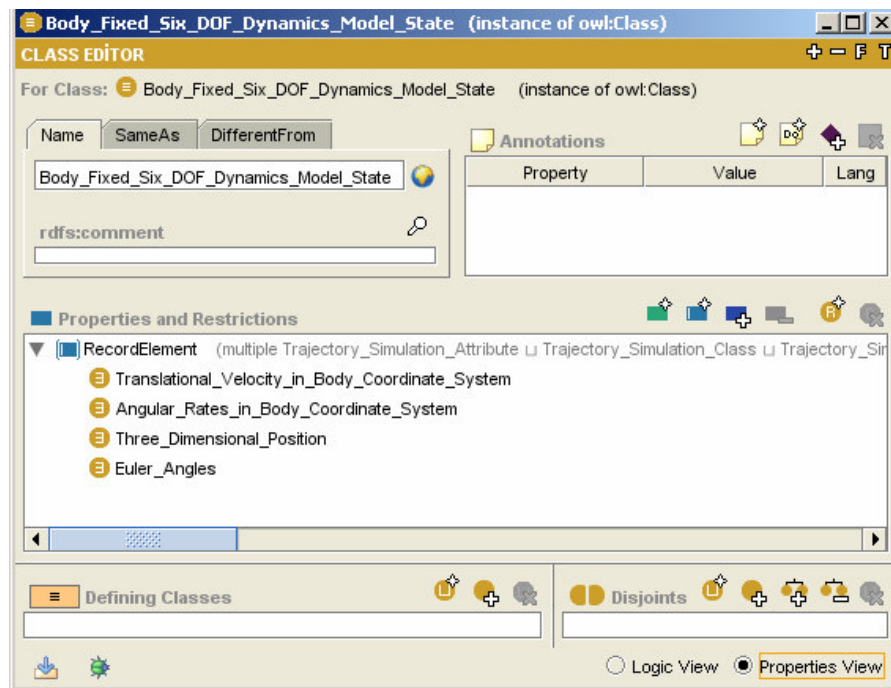 Body_Fixed_Six_DOF_Dynamics_Model_State (instance of owl:Class)
CLASS EDİTOR
F T
For Class: Body_Fixed_Six_DOF_Dynamics_Model_State (instance of owl:Class)
Name SameAs DifferentFrom
Annotations
Body_Fixed_Six_DOF_Dynamics_Model_State
Property Value Lang
rdfs:comment
Properties and Restrictions
RecordElement (multiple Trajectory_Simulation_Attribute ⊔ Trajectory_Simulation_Class ⊔ Trajectory_Sir
Translational_Velocity_in_Body_Coordinate_System
Angular_Rates_in_Body_Coordinate_System
Three_Dimensional_Position
Euler_Angles
Defining Classes
Disjoints
Logic View Properties View